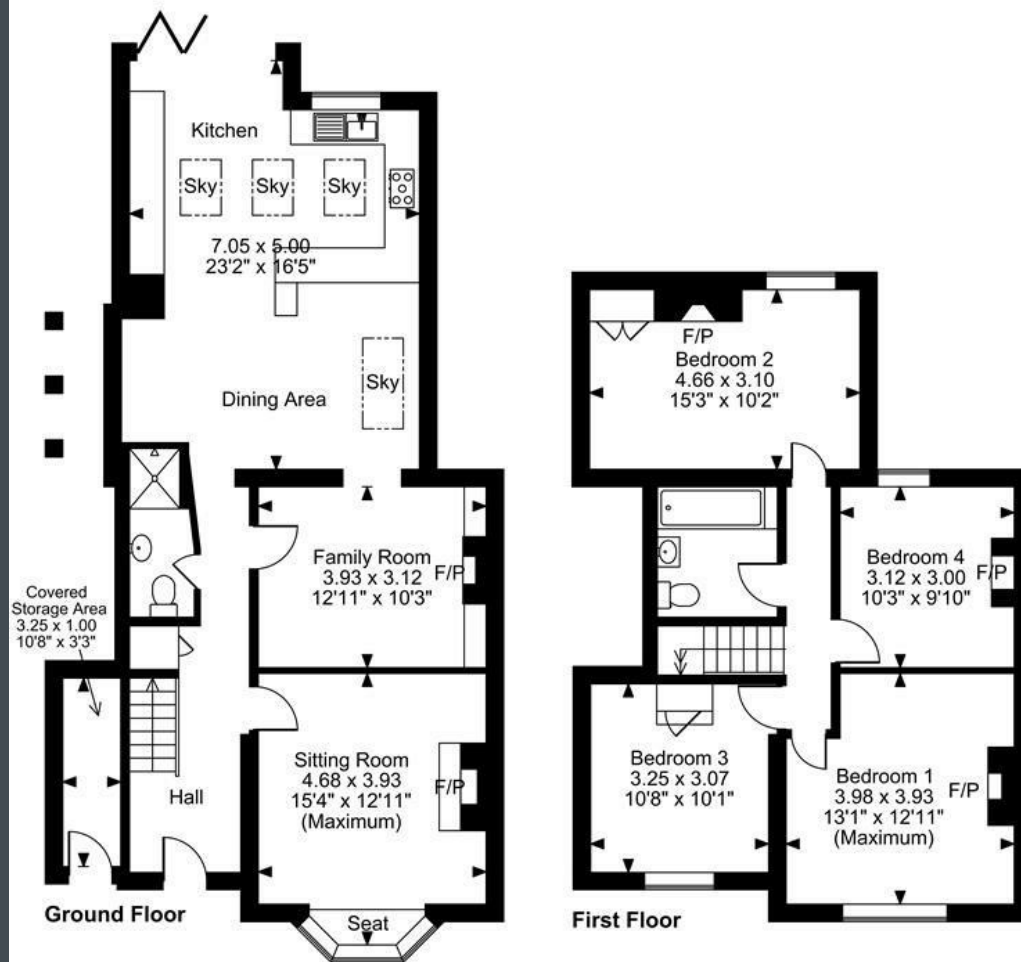 Kitchen
Sky
Sky
Sky
7.05 x 5.00
23'2" x 16'5"
Sky
Dining Area
Family Room
3.93 x 3.12
12'11" x 10'3"
F/P
Covered
Storage Area
3.25 x 1.00
10'8" x 3'3"
Sitting Room
4.68 x 3.93
15'4" x 12'11"
(Maximum)
F/P
Hall
Seat
Ground Floor
F/P
Bedroom 2
4.66 x 3.10
15'3" x 10'2"
Bedroom 4
3.12 x 3.00
10'3" x 9'10"
F/P
Bedroom 3
3.25 x 3.07
10'8" x 10'1"
Bedroom 1
3.98 x 3.93
13'1" x 12'11"
(Maximum)
F/P
First Floor